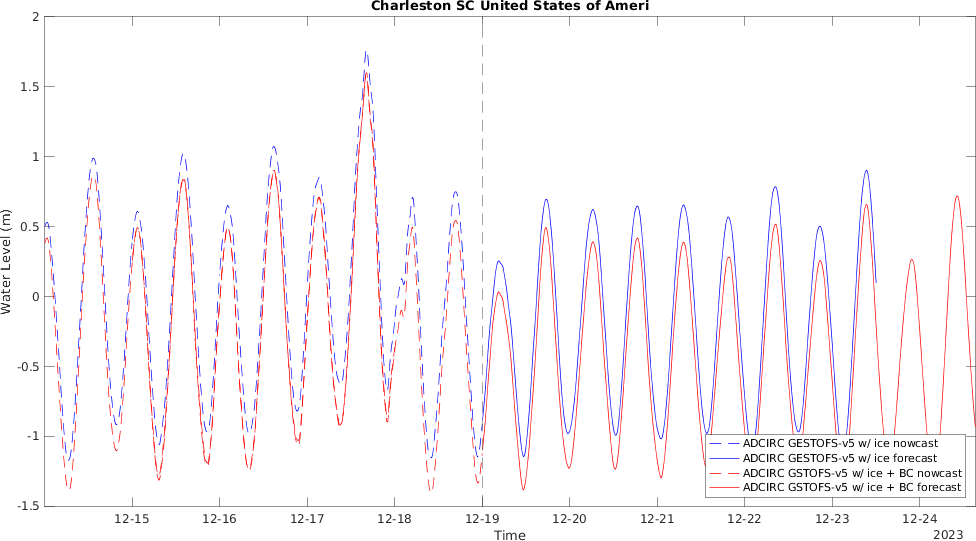 Charleston SC United States of Ameri
2
1.5
1
0.5
0
-0.5
-1
-1.5
Water Level (m)
12-15
12-16
12-17
12-18
12-19
12-20
12-21
12-22
12-23
12-24
Time
2023
ADCIRC GESTOFS-v5 w/ ice nowcast
ADCIRC GESTOFS-v5 w/ ice forecast
ADCIRC GSTOFS-v5 w/ ice + BC nowcast
ADCIRC GSTOFS-v5 w/ ice + BC forecast